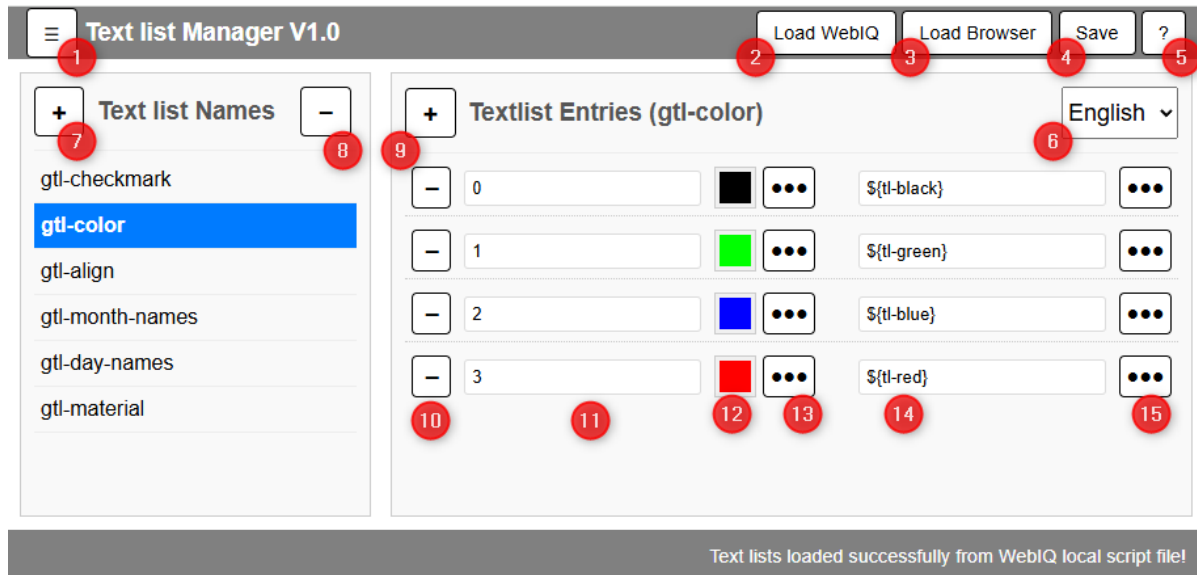 ☰ Text list Manager V1.0 Load WebIQ Load Browser Save ?
1 2 3 4 5
+ Text list Names −
7 8
gtl-checkmark
gtl-color
gtl-align
gtl-month-names
gtl-day-names
gtl-material
+ Textlist Entries (gtl-color) English
9 6
− 0 ●●● ${tl-black} ●●●
− 1 ●●● ${tl-green} ●●●
− 2 ●●● ${tl-blue} ●●●
− 3 ●●● ${tl-red} ●●●
10 11 12 13 14 15
Text lists loaded successfully from WebIQ local script file!